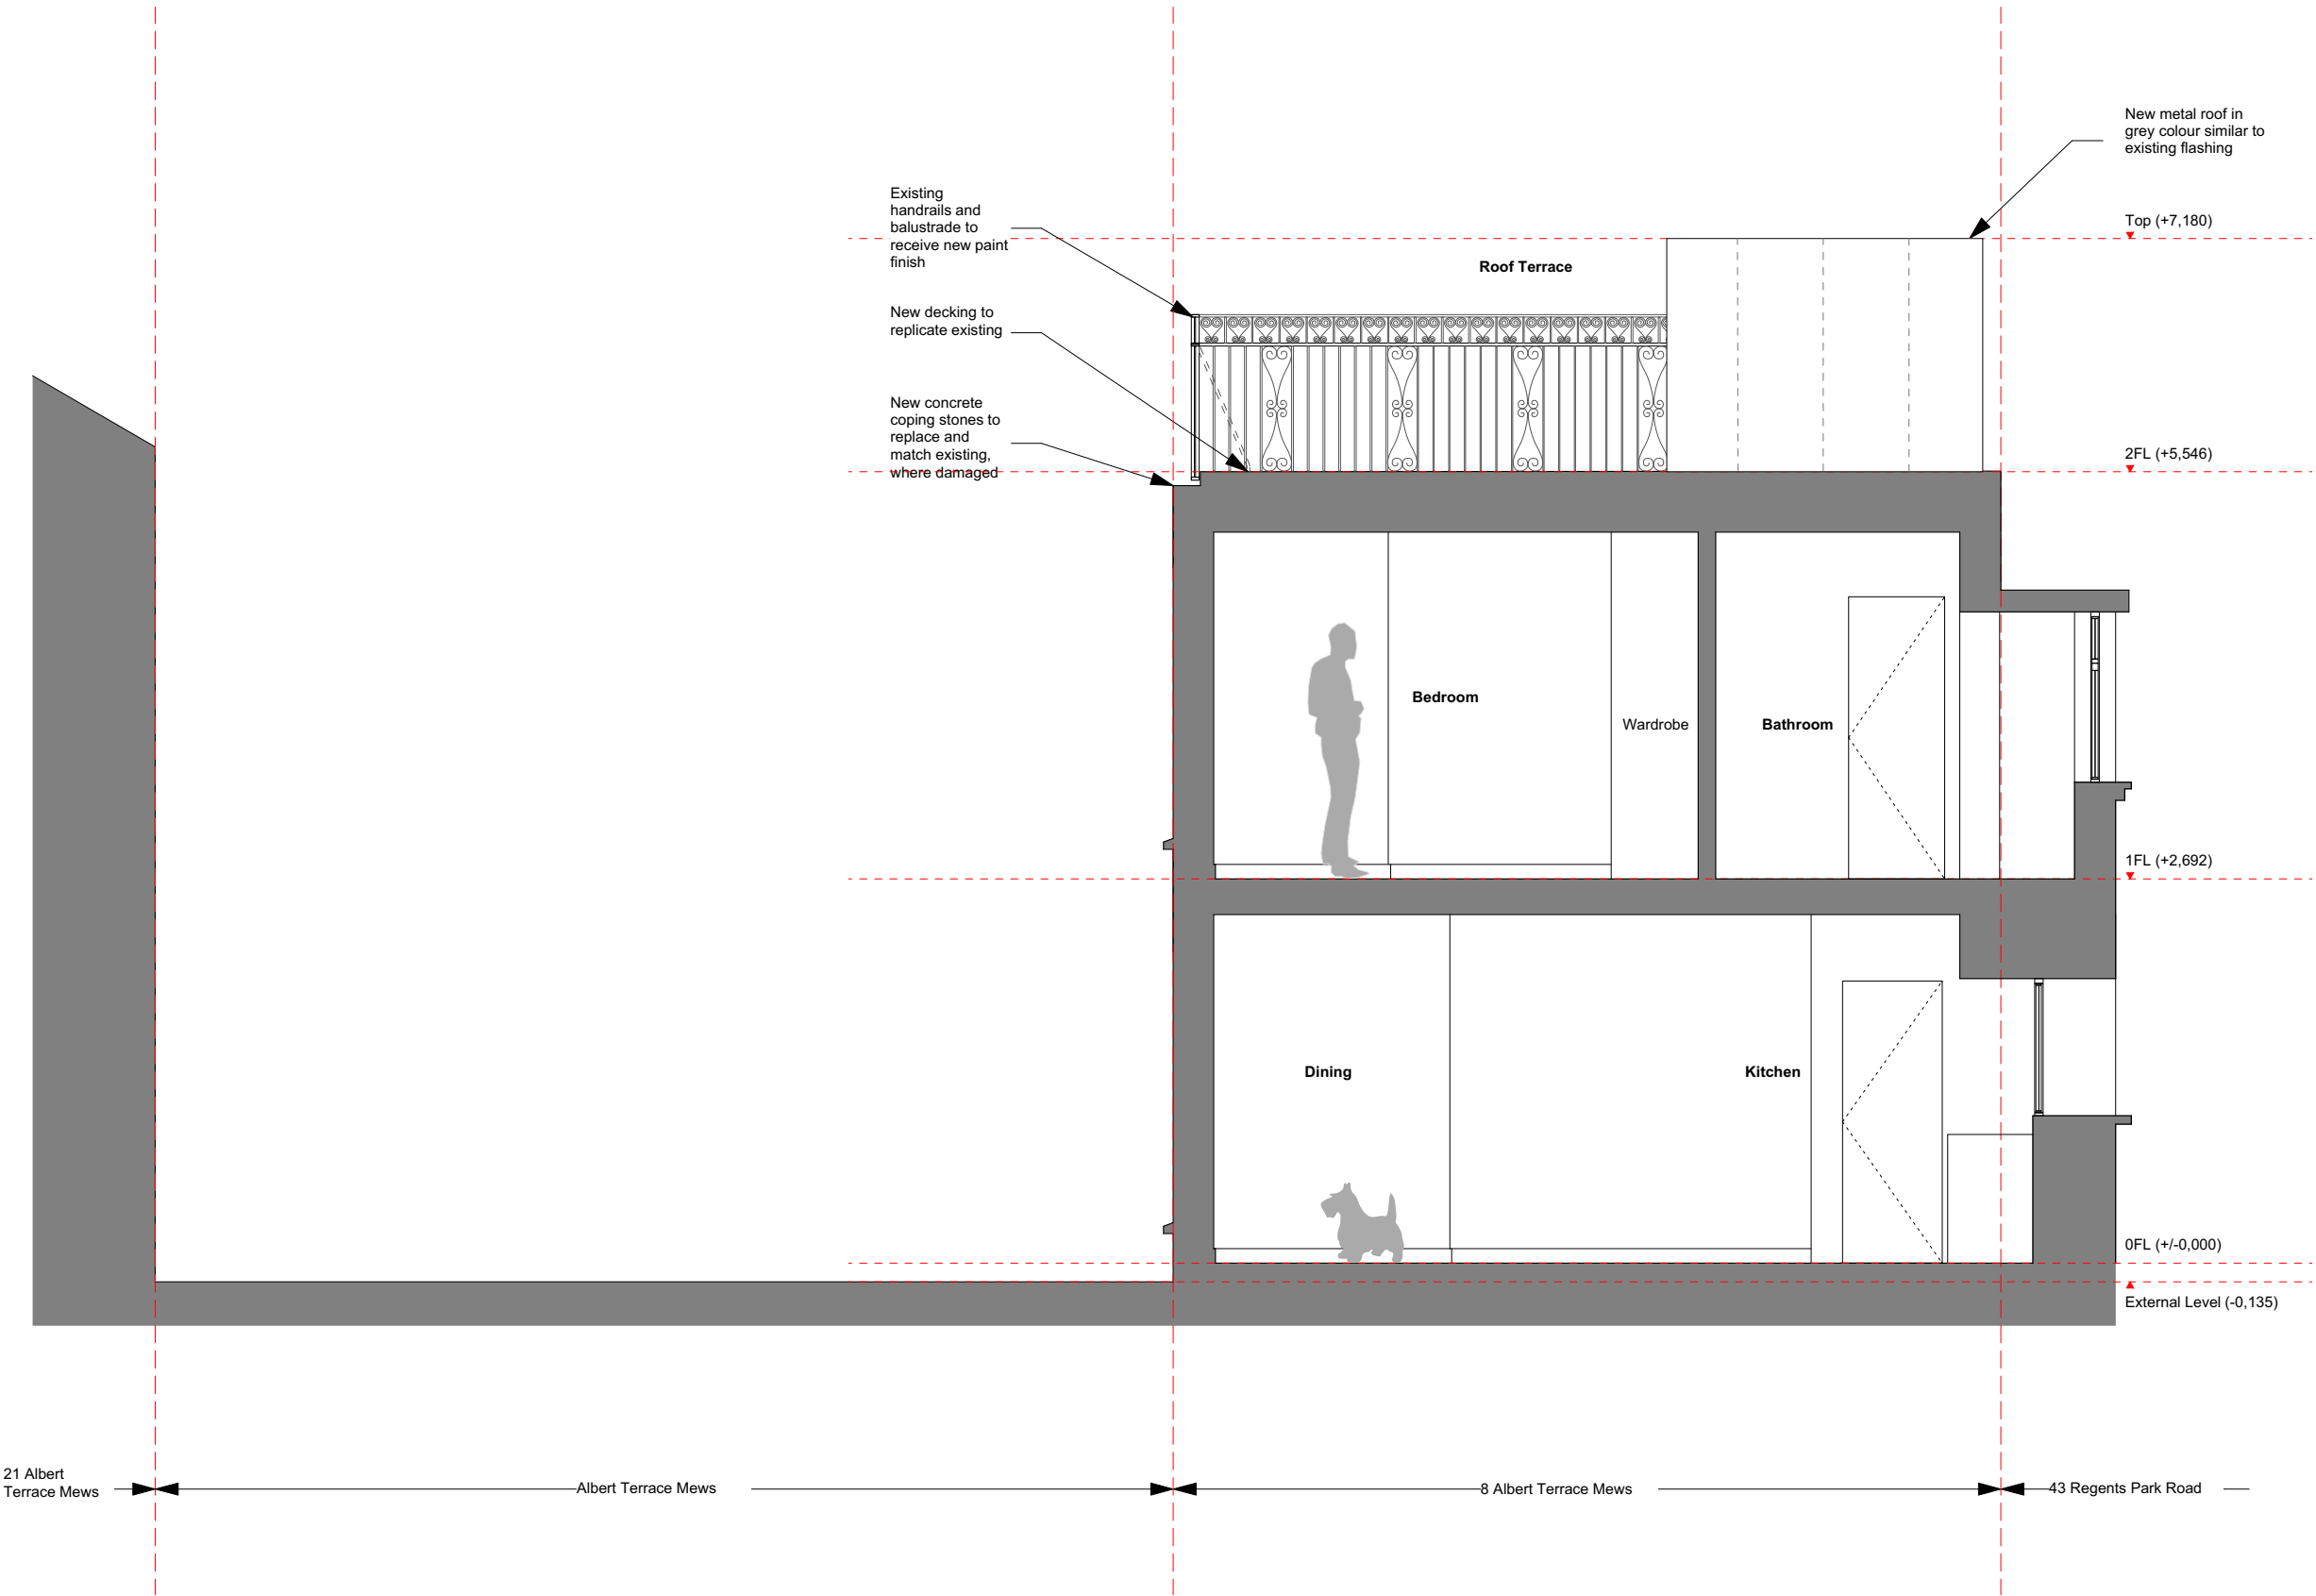 New metal roof in
grey colour similar to
existing flashing
Existing
handrails and
balustrade to
receive new paint
finish
Top (+7,180)
Roof Terrace
New decking to
replicate existing
New concrete
coping stones to
replace and
match existing,
where damaged
2FL (+5,546)
Bedroom
Wardrobe
Bathroom
1FL (+2,692)
Dining
Kitchen
0FL (+/-0,000)
External Level (-0,135)
21 Albert
Terrace Mews
Albert Terrace Mews
8 Albert Terrace Mews
43 Regents Park Road